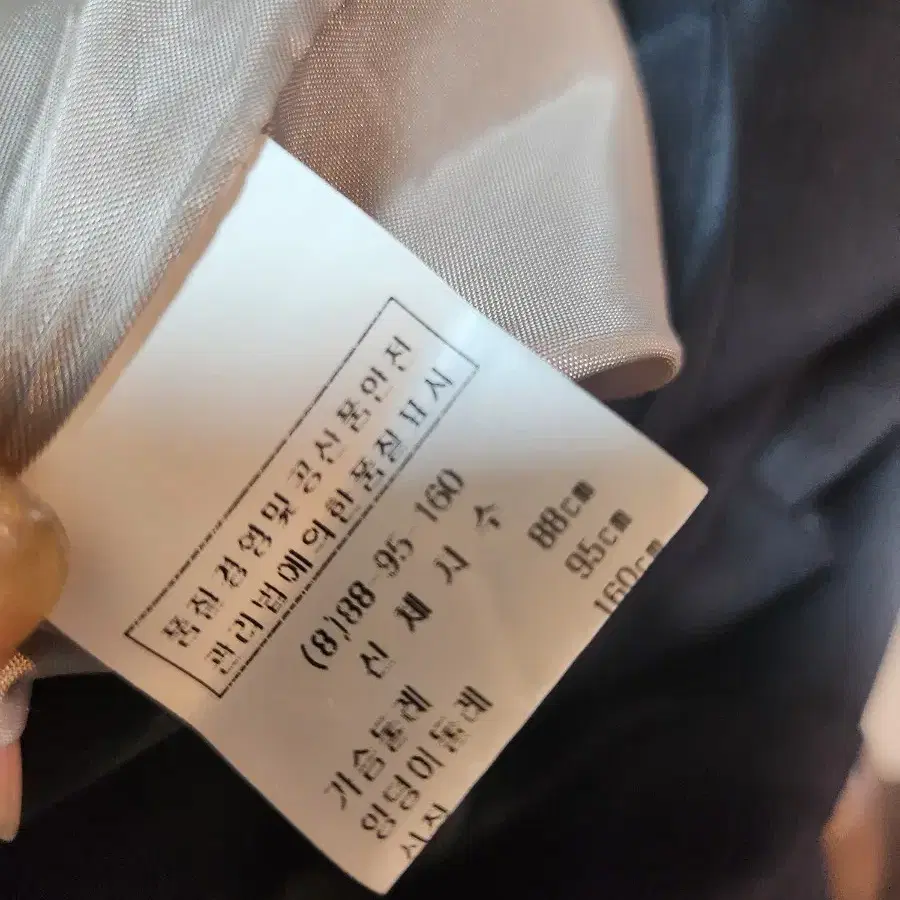 품질경영및공산품안전
관리법에의한품질표시
(8)88-95-160
신체치수
가슴둘레 88cm
엉덩이둘레 95cm
신장 160cm